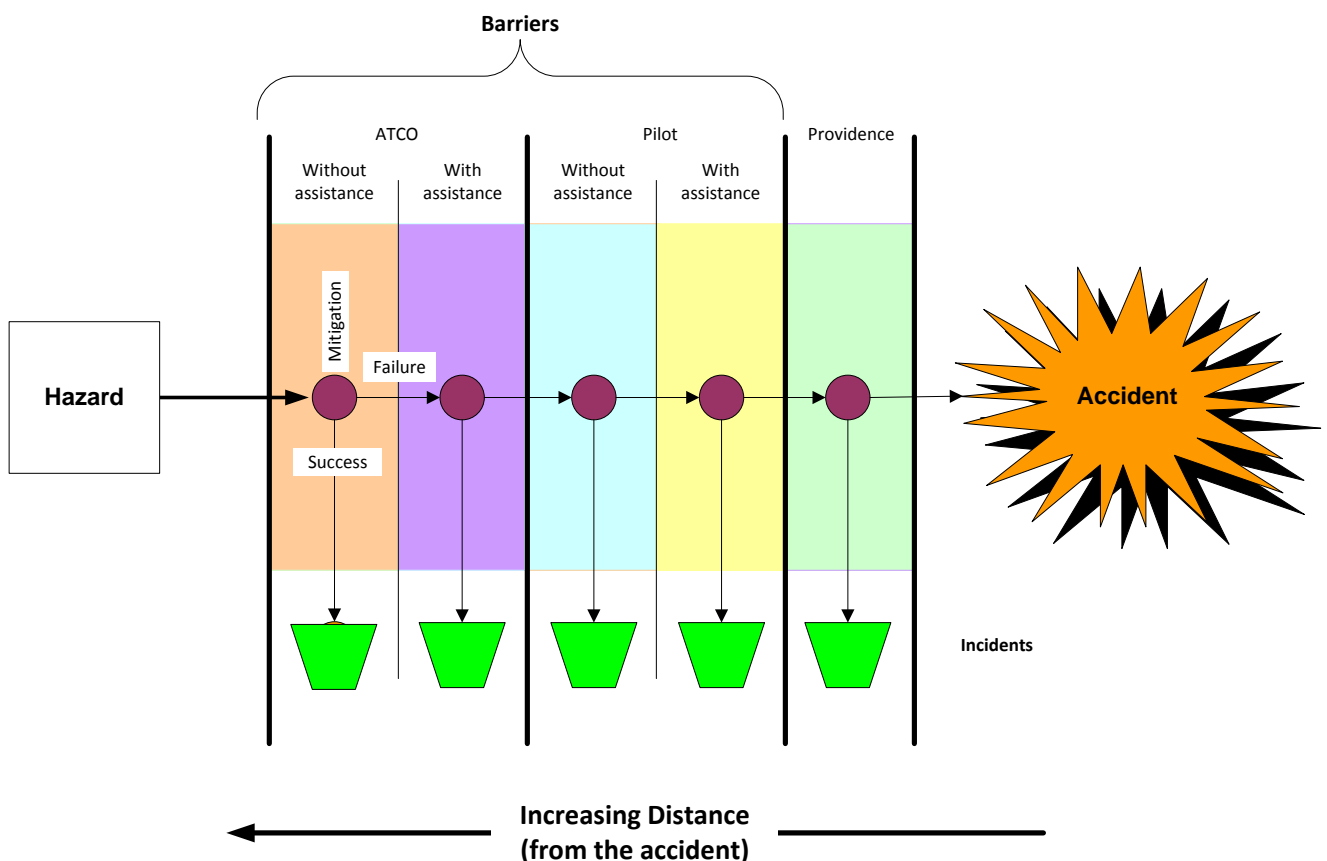 Barriers
ATCO
Pilot
Providence
Without
assistance
With
assistance
Without
assistance
With
assistance
Mitigation
Failure
Hazard
Accident
Success
Incidents
Increasing Distance
(from the accident)